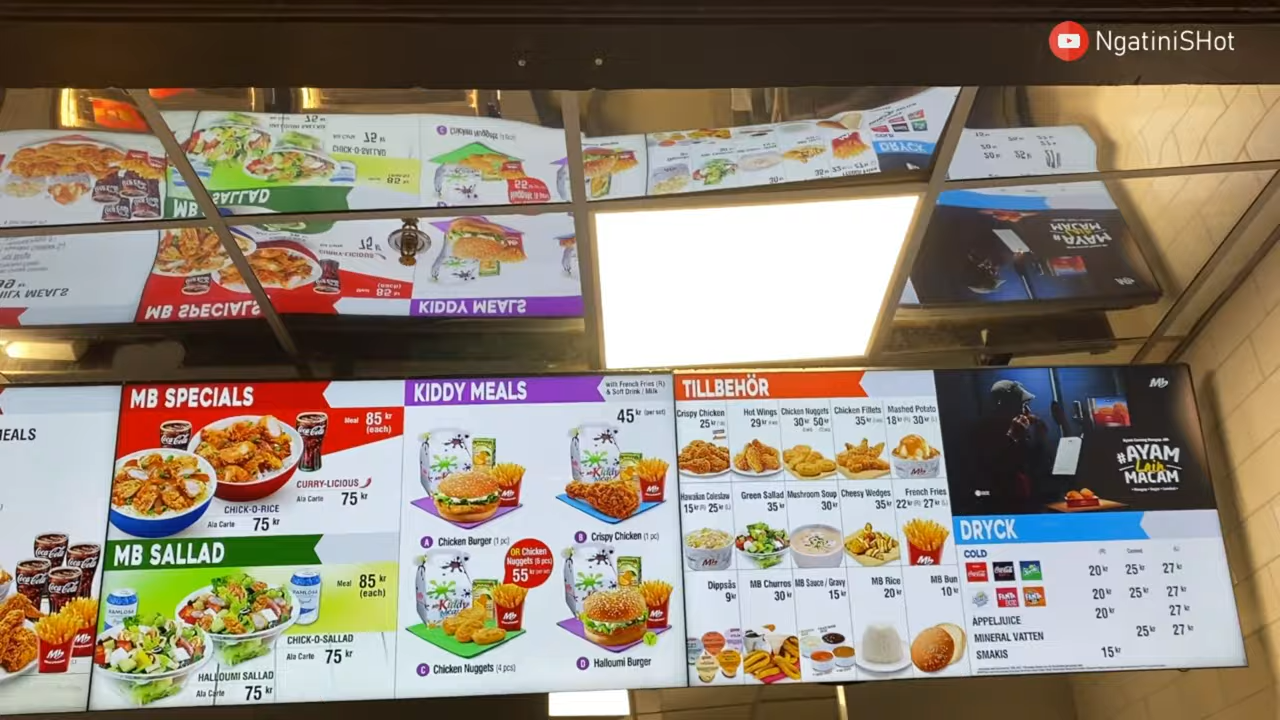 NgatiniSHot
MEALS
MB SPECIALS
Meal 85 kr
(each)
CURRY-LICIOUS
Ala Carte 75 kr
CHICK-O-RICE
Ala Carte 75 kr
MB SALLAD
Meal 85 kr
(each)
CHICK-O-SALLAD
Ala Carte 75 kr
HALLOUMI SALLAD
Ala Carte 75 kr
KIDDY MEALS
with French Fries (R)
& Soft Drink / Milk
45 kr (per set)
A Chicken Burger (1 pc)
B Crispy Chicken (1 pc)
OR Chicken
Nuggets (6 pcs)
55 kr per set
C Chicken Nuggets (4 pcs)
D Halloumi Burger
TILLBEHÖR
Crispy Chicken
25 kr
Hot Wings
29 kr
Chicken Nuggets
30 kr 50 kr
Chicken Fillets
35 kr
Mashed Potato
18 kr (R) 30 kr (L)
Hawaiian Coleslaw
15 kr (R) 25 kr (L)
Green Sallad
35 kr
Mushroom Soup
30 kr
Cheesy Wedges
35 kr
French Fries
22 kr (R) 27 kr (L)
Dippsås
9 kr
MB Churros
30 kr
MB Sauce / Gravy
15 kr
MB Rice
20 kr
MB Bun
10 kr
#AYAM
Lain
MACAM
DRYCK
COLD
(R) (L)
20 kr 25 kr 27 kr
20 kr 25 kr 27 kr
ÄPPELJUICE 20 kr 27 kr
MINERAL VATTEN 25 kr 27 kr
SMAKIS 15 kr